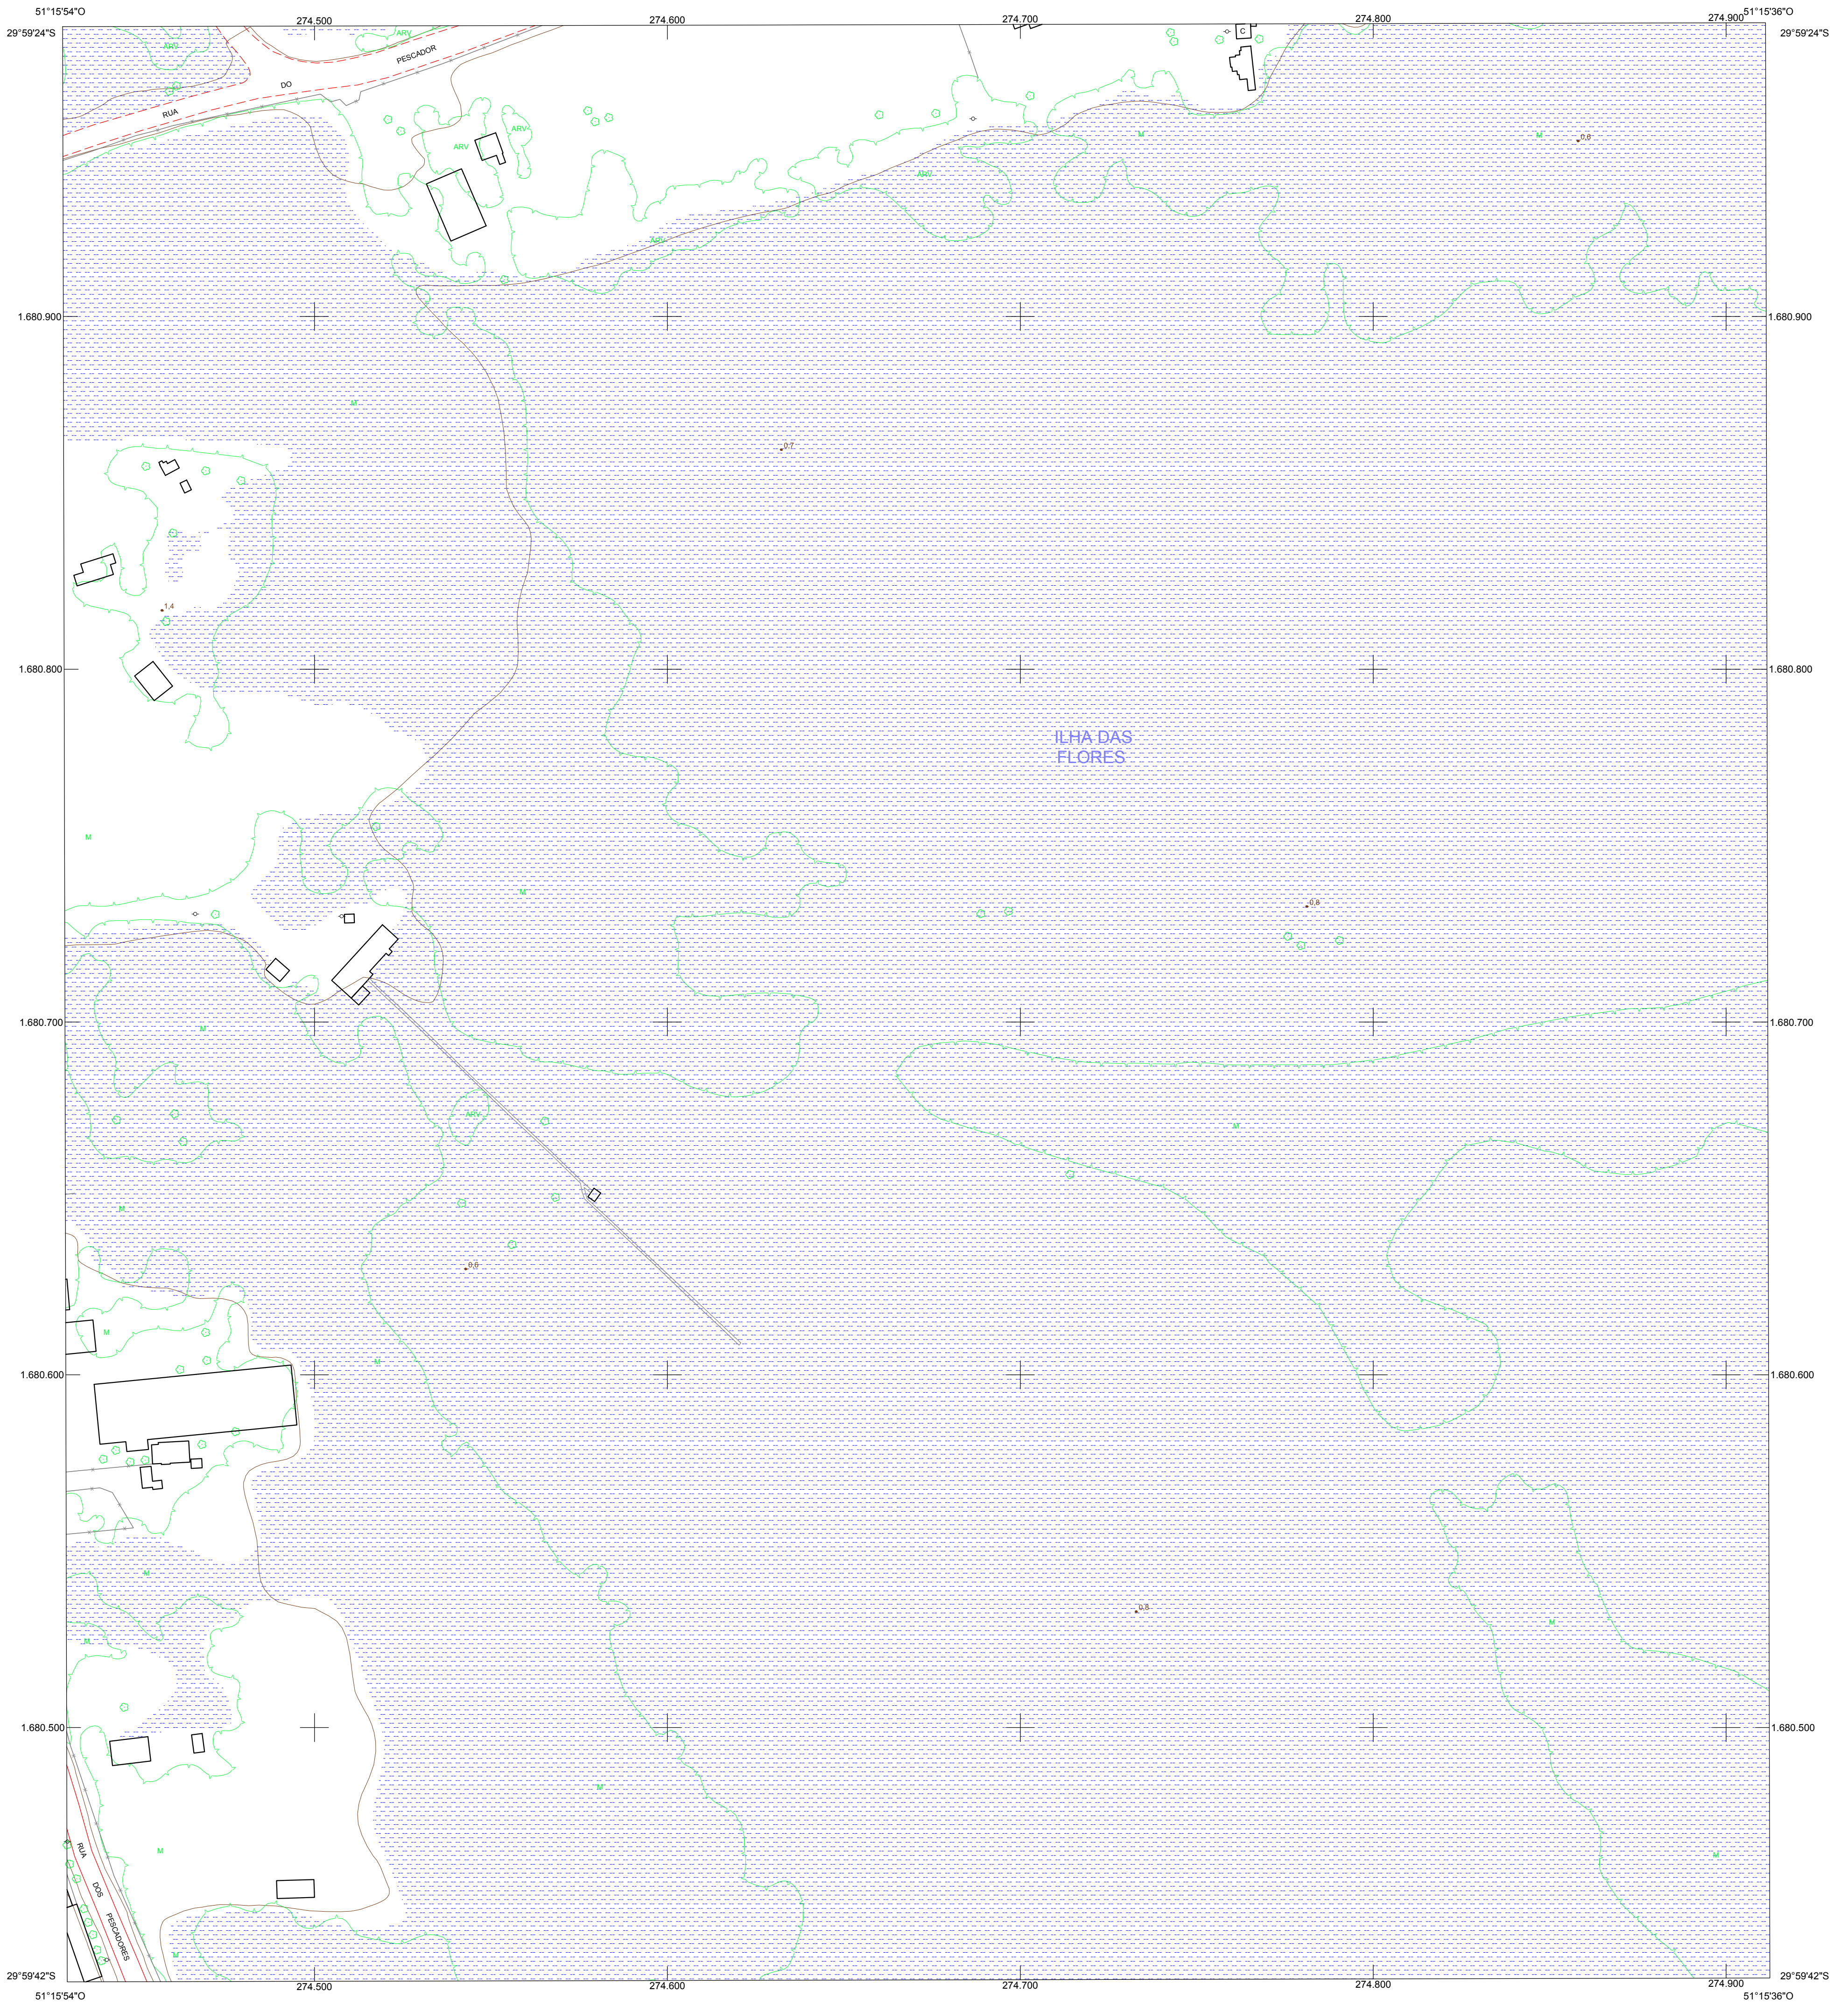 51°15'54"O
274.500
274.600
274.700
274.800
274.900
51°15'36"O
29°59'24"S
29°59'24"S
ARV
ARV
C
PESCADOR
DO
RUA
ARV
ARV
M
M
0,6
ARV
ARV
1.680.900
1.680.900
M
0,7
1,4
1.680.800
1.680.800
ILHA DAS
FLORES
M
M
0,8
1.680.700
1.680.700
M
ARV
M
M
0,6
M
M
1.680.600
1.680.600
M
M
M
0,8
1.680.500
1.680.500
M
M
M
RUA
DOS
PESCADORES
M
29°59'42"S
29°59'42"S
51°15'54"O
274.500
274.600
274.700
274.800
274.900
51°15'36"O